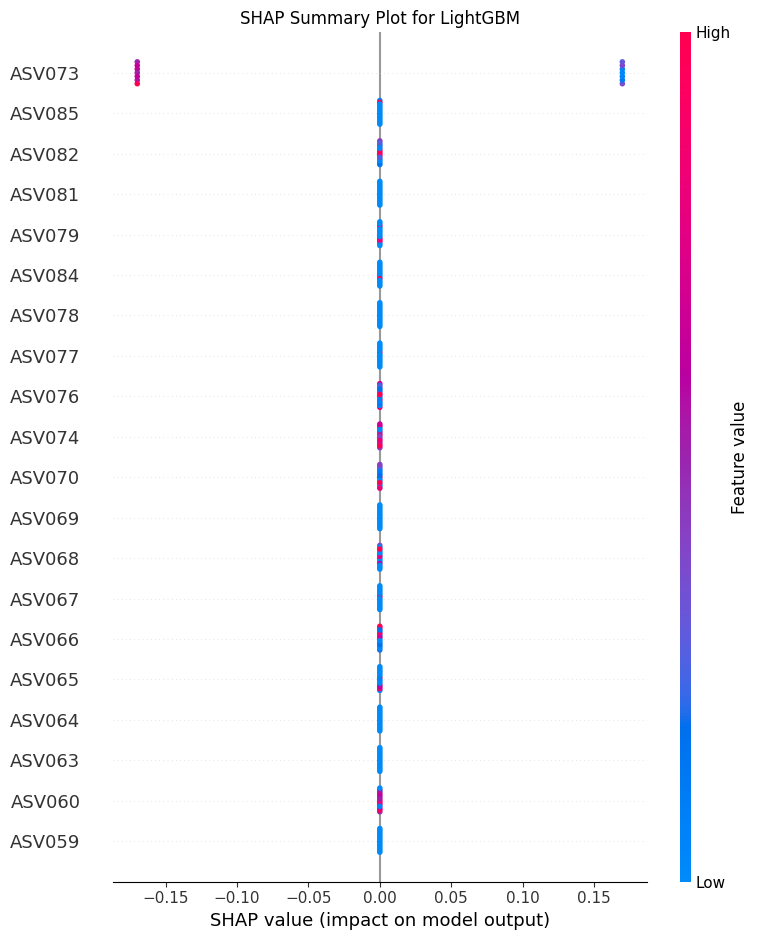 SHAP Summary Plot for LightGBM
High
ASV073
ASV085
ASV082
ASV081
ASV079
ASV084
ASV078
ASV077
ASV076
ASV074
ASV070
ASV069
ASV068
ASV067
ASV066
ASV065
ASV064
ASV063
ASV060
ASV059
Feature value
Low
−0.15 −0.10 −0.05 0.00 0.05 0.10 0.15
SHAP value (impact on model output)